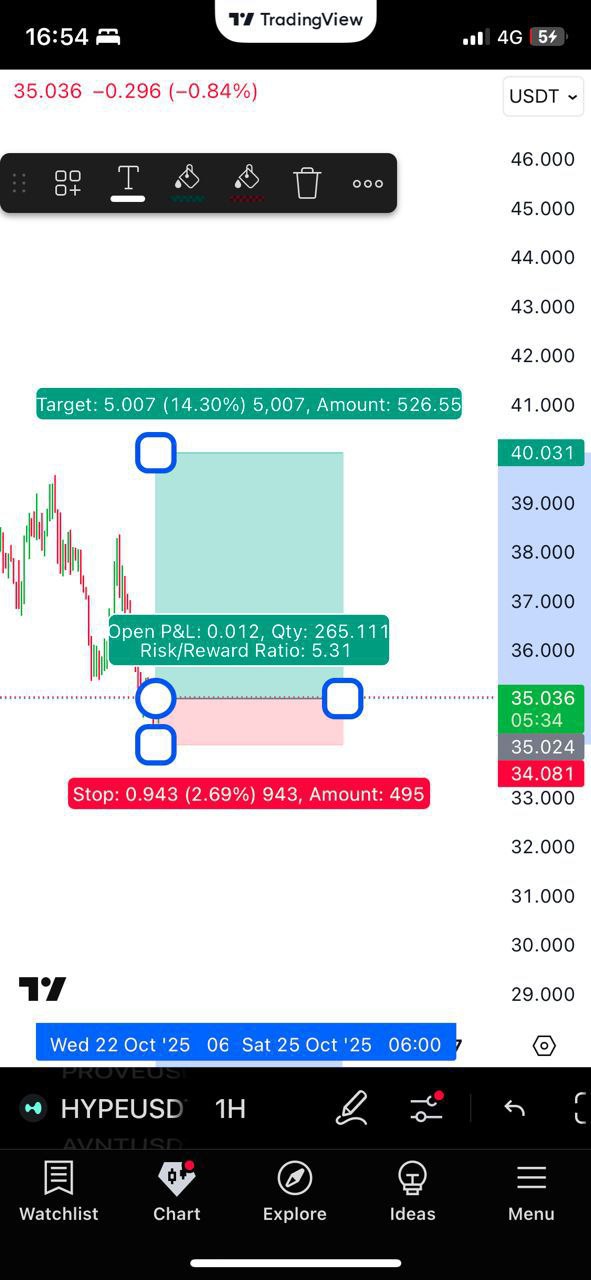 16:54
TradingView
4G
5
35.036 −0.296 (−0.84%)
USDT
46.000
45.000
44.000
43.000
42.000
Target: 5.007 (14.30%) 5,007, Amount: 526.55
41.000
40.031
39.000
38.000
37.000
Open P&L: 0.012, Qty: 265.111
Risk/Reward Ratio: 5.31
36.000
35.036
05:34
35.024
34.081
Stop: 0.943 (2.69%) 943, Amount: 495
33.000
32.000
31.000
30.000
29.000
Wed 22 Oct '25 06 Sat 25 Oct '25 06:00
PROVEUSD
HYPEUSD 1H
AVNTUSD
Watchlist
Chart
Explore
Ideas
Menu